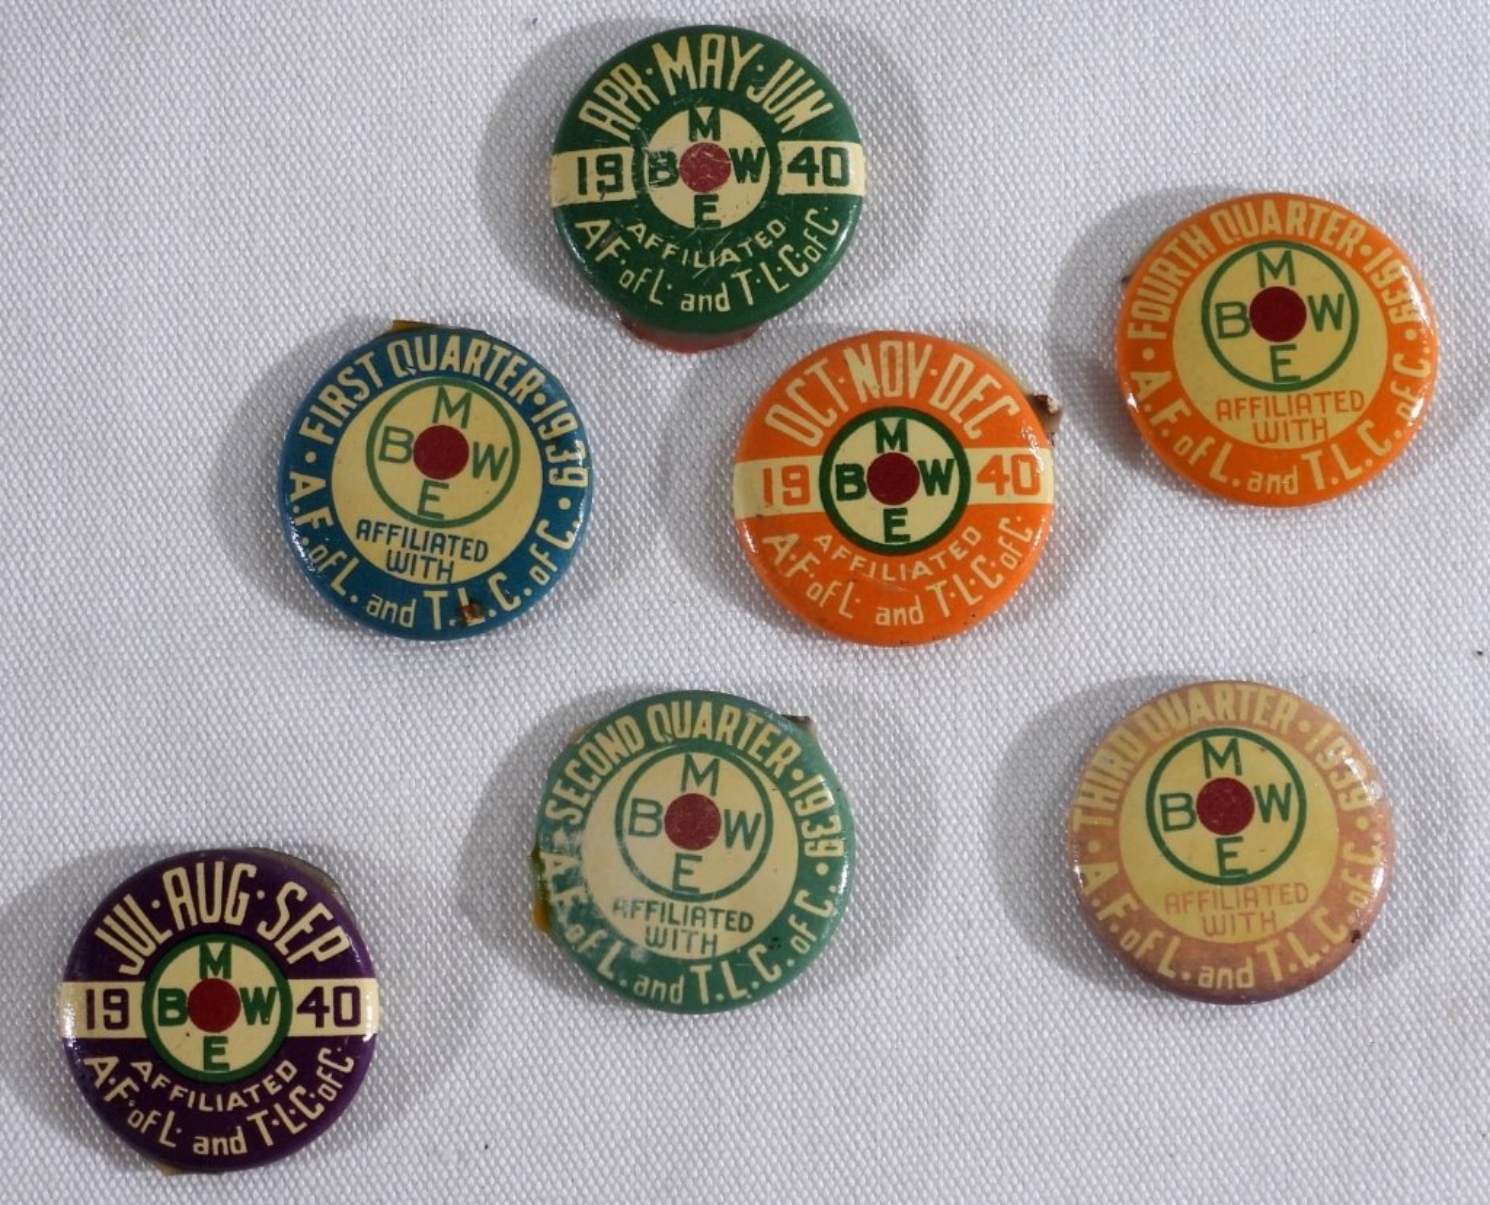 APR·MAY·JUN
M
19 B W 40
E
AFFILIATED
A.F. of L. and T.L.C. of C.
FOURTH QUARTER·1939
M
B W
E
AFFILIATED
WITH
A.F. of L. and T.L.C. of C.
FIRST QUARTER·1939
M
B W
E
AFFILIATED
WITH
A.F. of L. and T.L.C. of C.
OCT·NOV·DEC
M
19 B W 40
E
AFFILIATED
A.F. of L. and T.L.C. of C.
SECOND QUARTER·1939
M
B W
E
AFFILIATED
WITH
A.F. of L. and T.L.C. of C.
THIRD QUARTER·1939
M
B W
E
AFFILIATED
WITH
A.F. of L. and T.L.C. of C.
JUL·AUG·SEP
M
19 B W 40
E
AFFILIATED
A.F. of L. and T.L.C. of C.